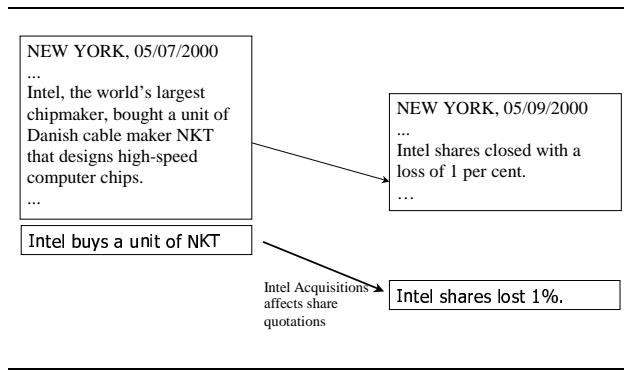 NEW YORK, 05/07/2000
...
Intel, the world's largest
chipmaker, bought a unit of
Danish cable maker NKT
that designs high-speed
computer chips.
...
Intel buys a unit of NKT
NEW YORK, 05/09/2000
...
Intel shares closed with a
loss of 1 per cent.
…
Intel Acquisitions
affects share
quotations
Intel shares lost 1%.